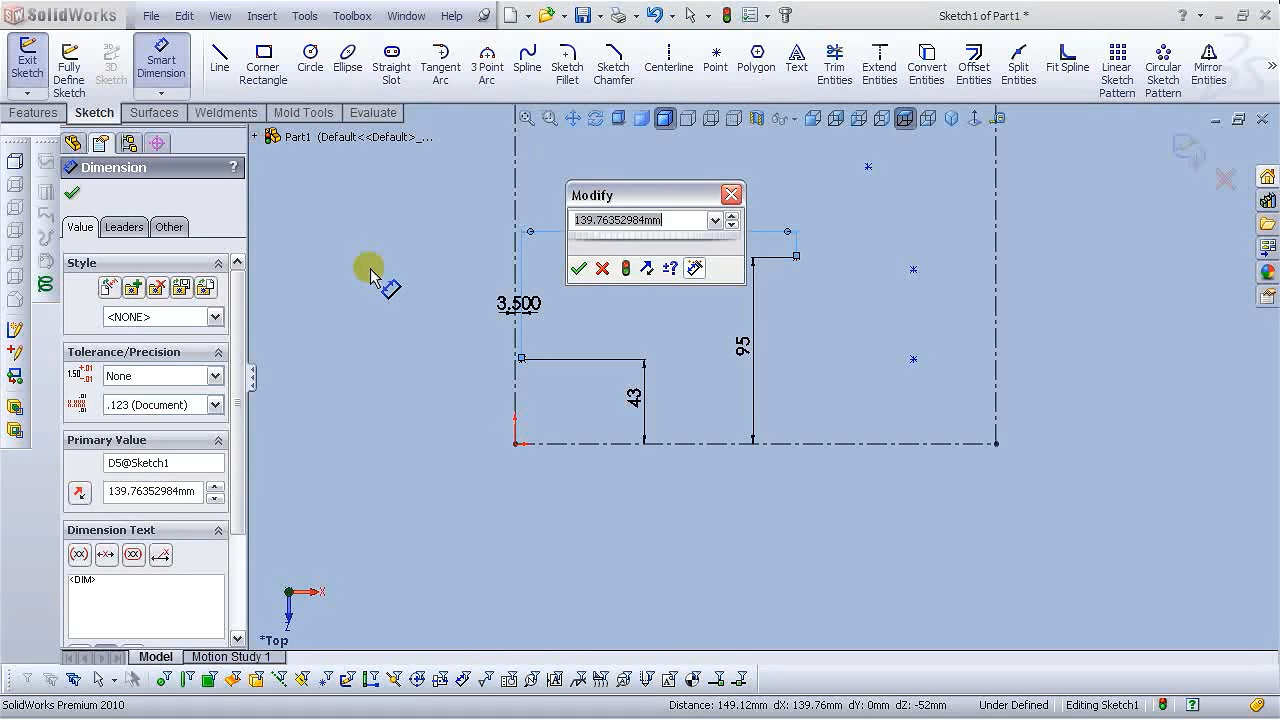 SolidWorks
File Edit View Insert Tools Toolbox Window Help
Sketch1 of Part1 *
Exit Sketch
Fully Define Sketch
3D Sketch
Smart Dimension
Line
Corner Rectangle
Circle
Ellipse
Straight Slot
Tangent Arc
3 Point Arc
Spline
Sketch Fillet
Sketch Chamfer
Centerline
Point
Polygon
Text
Trim Entities
Extend Entities
Convert Entities
Offset Entities
Split Entities
Fit Spline
Linear Sketch Pattern
Circular Sketch Pattern
Mirror Entities
Features Sketch Surfaces Weldments Mold Tools Evaluate
Part1 (Default<<Default>_...
Dimension ?
Value Leaders Other
Style
<NONE>
Tolerance/Precision
None
.123 (Document)
Primary Value
D5@Sketch1
139.76352984mm
Dimension Text
<DIM>
Modify
139.76352984mm
3.500
95
43
X
Z
*Top
Model Motion Study 1
SolidWorks Premium 2010
Distance: 149.12mm dX: 139.76mm dY: 0mm dZ: -52mm Under Defined Editing Sketch1